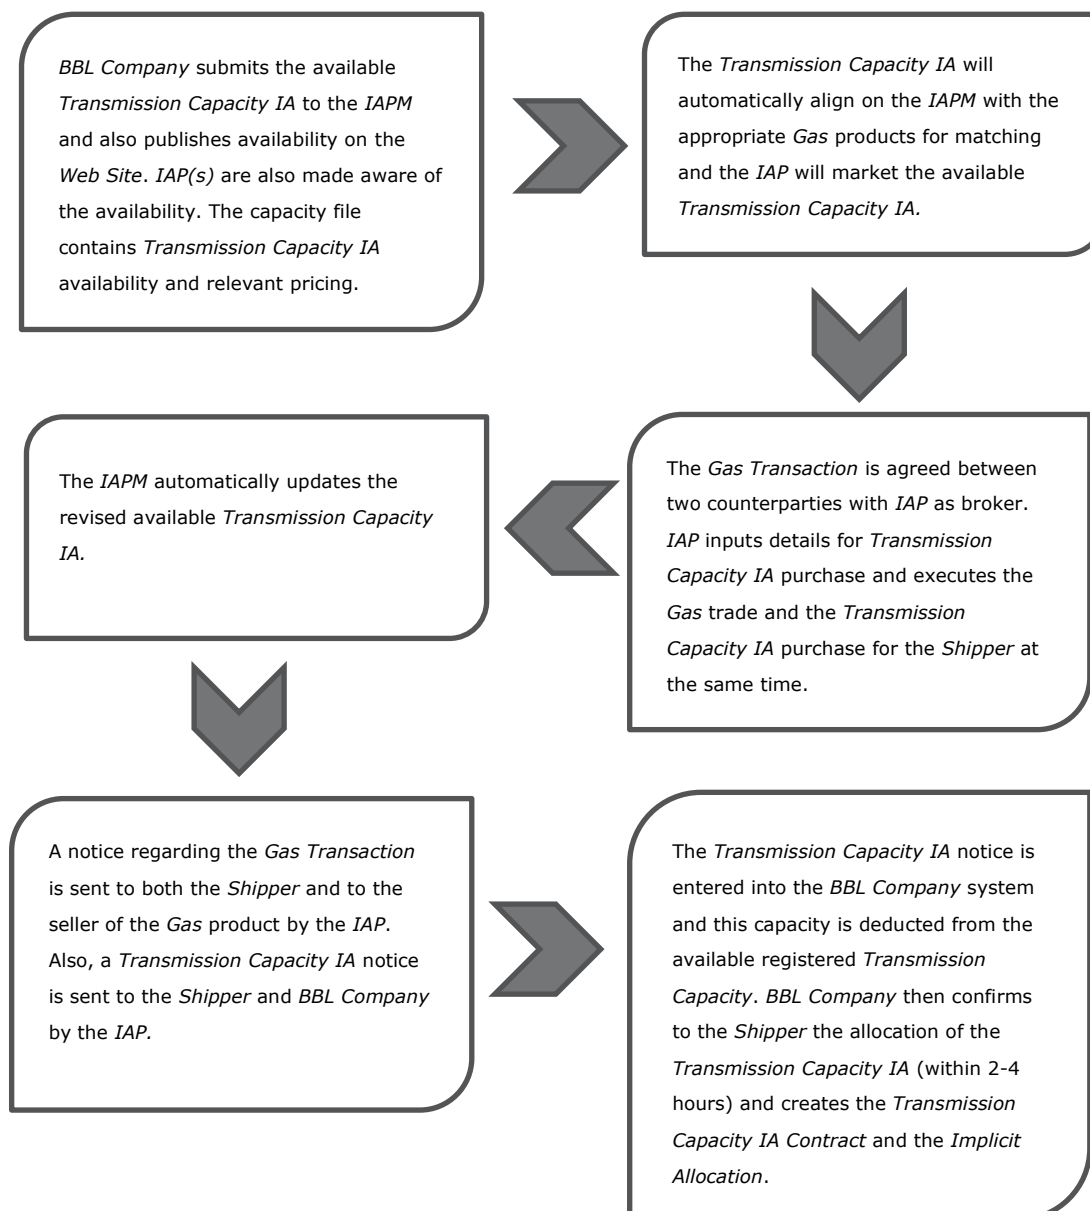 BBL Company submits the available
Transmission Capacity IA to the IAPM
and also publishes availability on the
Web Site. IAP(s) are also made aware of
the availability. The capacity file
contains Transmission Capacity IA
availability and relevant pricing.
The Transmission Capacity IA will
automatically align on the IAPM with the
appropriate Gas products for matching
and the IAP will market the available
Transmission Capacity IA.
The Gas Transaction is agreed between
two counterparties with IAP as broker.
IAP inputs details for Transmission
Capacity IA purchase and executes the
Gas trade and the Transmission
Capacity IA purchase for the Shipper at
the same time.
The IAPM automatically updates the
revised available Transmission Capacity
IA.
A notice regarding the Gas Transaction
is sent to both the Shipper and to the
seller of the Gas product by the IAP.
Also, a Transmission Capacity IA notice
is sent to the Shipper and BBL Company
by the IAP.
The Transmission Capacity IA notice is
entered into the BBL Company system
and this capacity is deducted from the
available registered Transmission
Capacity. BBL Company then confirms
to the Shipper the allocation of the
Transmission Capacity IA (within 2-4
hours) and creates the Transmission
Capacity IA Contract and the Implicit
Allocation.